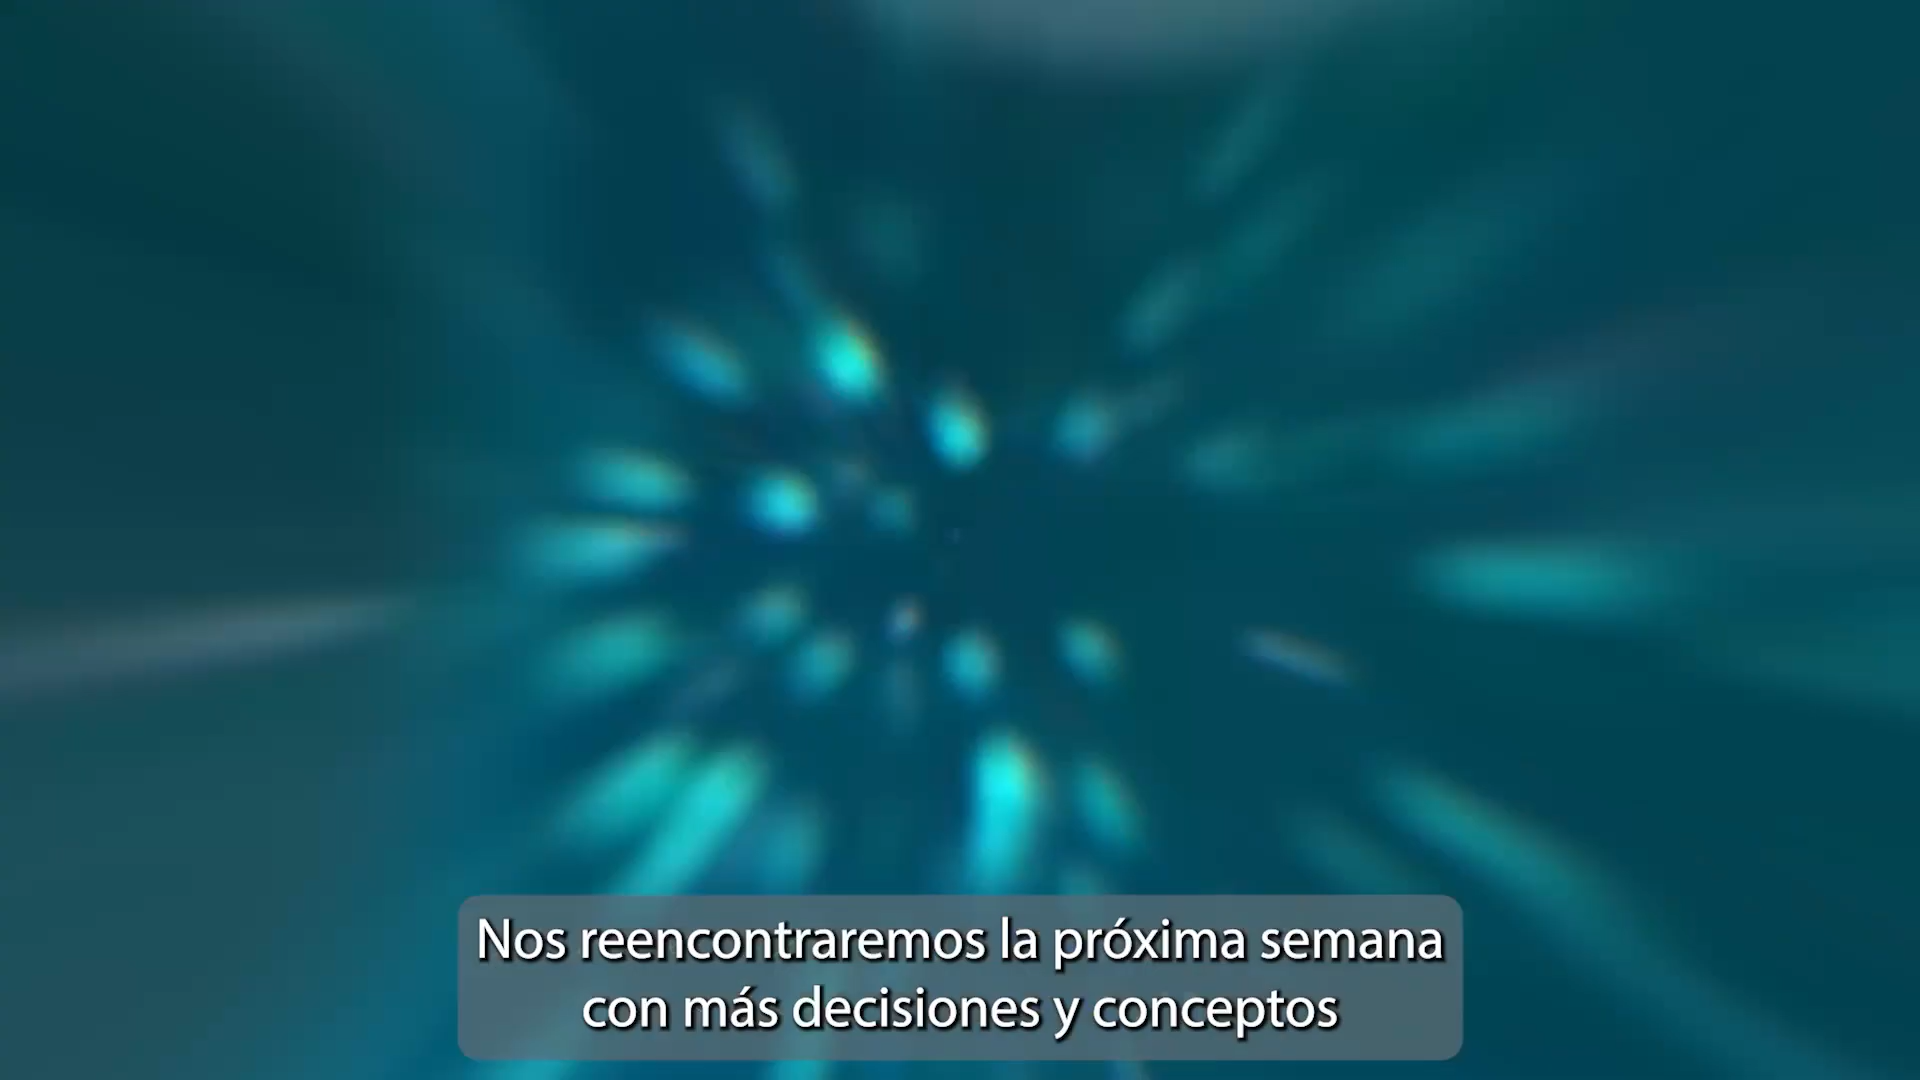 Nos reencontraremos la próxima semana
con más decisiones y conceptos